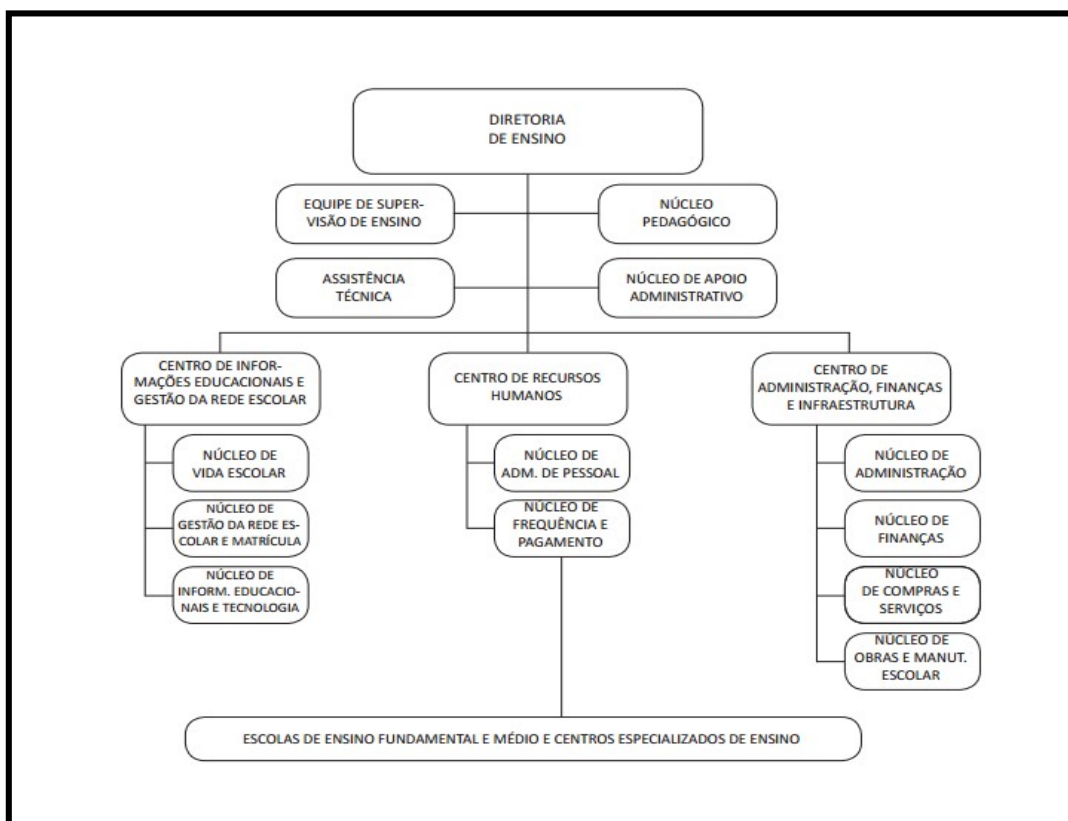 DIRETORIA
DE ENSINO
EQUIPE DE SUPER-
VISÃO DE ENSINO
NÚCLEO
PEDAGÓGICO
ASSISTÊNCIA
TÉCNICA
NÚCLEO DE APOIO
ADMINISTRATIVO
CENTRO DE INFOR-
MAÇÕES EDUCACIONAIS E
GESTÃO DA REDE ESCOLAR
CENTRO DE RECURSOS
HUMANOS
CENTRO DE
ADMINISTRAÇÃO, FINANÇAS
E INFRAESTRUTURA
NÚCLEO DE
VIDA ESCOLAR
NÚCLEO DE
GESTÃO DA REDE ES-
COLAR E MATRÍCULA
NÚCLEO DE
INFORM. EDUCACIO-
NAIS E TECNOLOGIA
NÚCLEO DE
ADM. DE PESSOAL
NÚCLEO DE
FREQUÊNCIA E
PAGAMENTO
NÚCLEO DE
ADMINISTRAÇÃO
NÚCLEO DE
FINANÇAS
NÚCLEO
DE COMPRAS E
SERVIÇOS
NÚCLEO DE
OBRAS E MANUT.
ESCOLAR
ESCOLAS DE ENSINO FUNDAMENTAL E MÉDIO E CENTROS ESPECIALIZADOS DE ENSINO